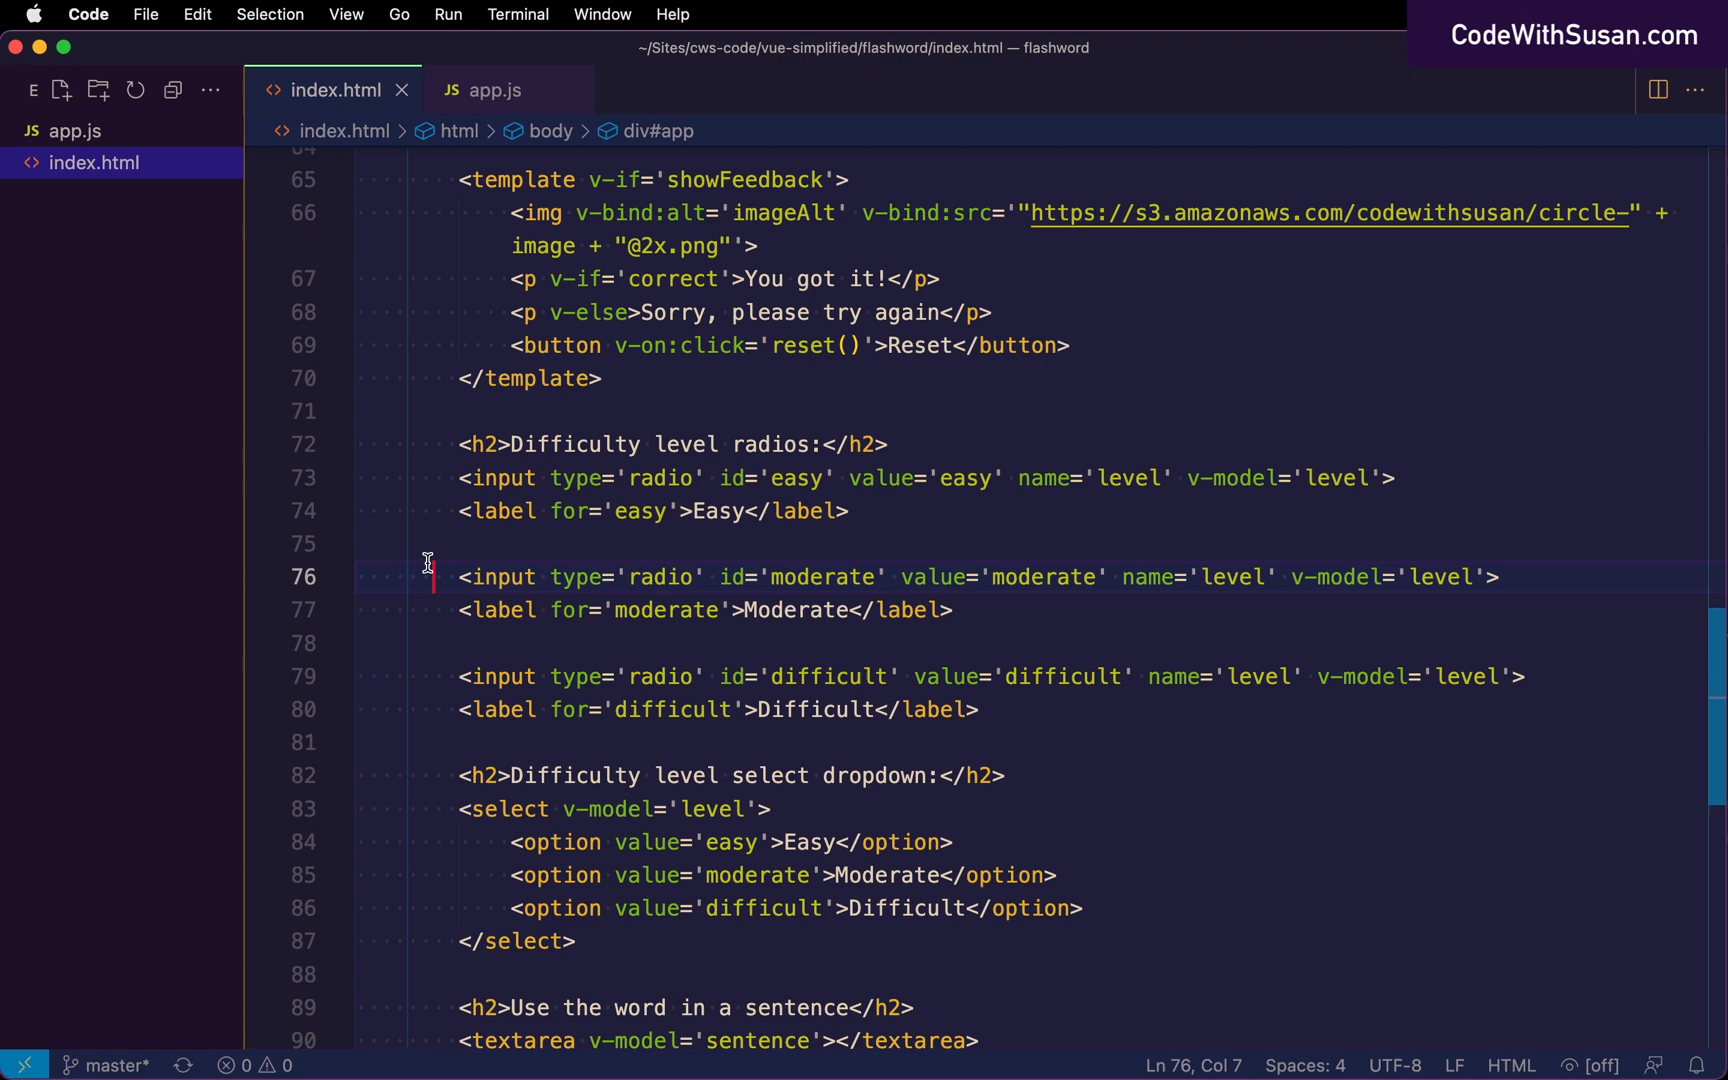 Code File Edit Selection View Go Run Terminal Window Help
CodeWithSusan.com
~/Sites/cws-code/vue-simplified/flashword/index.html — flashword
E
<> index.html
JS app.js
JS app.js
<> index.html
<> index.html > html > body > div#app
64
65 <template v-if='showFeedback'>
66 <img v-bind:alt='imageAlt' v-bind:src='"https://s3.amazonaws.com/codewithsusan/circle-" +
image + "@2x.png"'>
67 <p v-if='correct'>You got it!</p>
68 <p v-else>Sorry, please try again</p>
69 <button v-on:click='reset()'>Reset</button>
70 </template>
71
72 <h2>Difficulty level radios:</h2>
73 <input type='radio' id='easy' value='easy' name='level' v-model='level'>
74 <label for='easy'>Easy</label>
75
76 <input type='radio' id='moderate' value='moderate' name='level' v-model='level'>
77 <label for='moderate'>Moderate</label>
78
79 <input type='radio' id='difficult' value='difficult' name='level' v-model='level'>
80 <label for='difficult'>Difficult</label>
81
82 <h2>Difficulty level select dropdown:</h2>
83 <select v-model='level'>
84 <option value='easy'>Easy</option>
85 <option value='moderate'>Moderate</option>
86 <option value='difficult'>Difficult</option>
87 </select>
88
89 <h2>Use the word in a sentence</h2>
90 <textarea v-model='sentence'></textarea>
master* 0 0 Ln 76, Col 7 Spaces: 4 UTF-8 LF HTML [off]